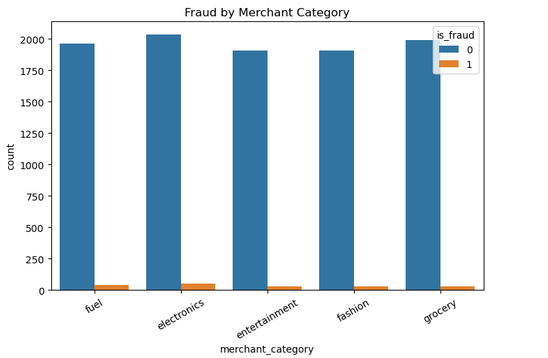 Fraud by Merchant Category
is_fraud
0
1
2000
1750
1500
1250
1000
750
500
250
0
count
fuel
electronics
entertainment
fashion
grocery
merchant_category